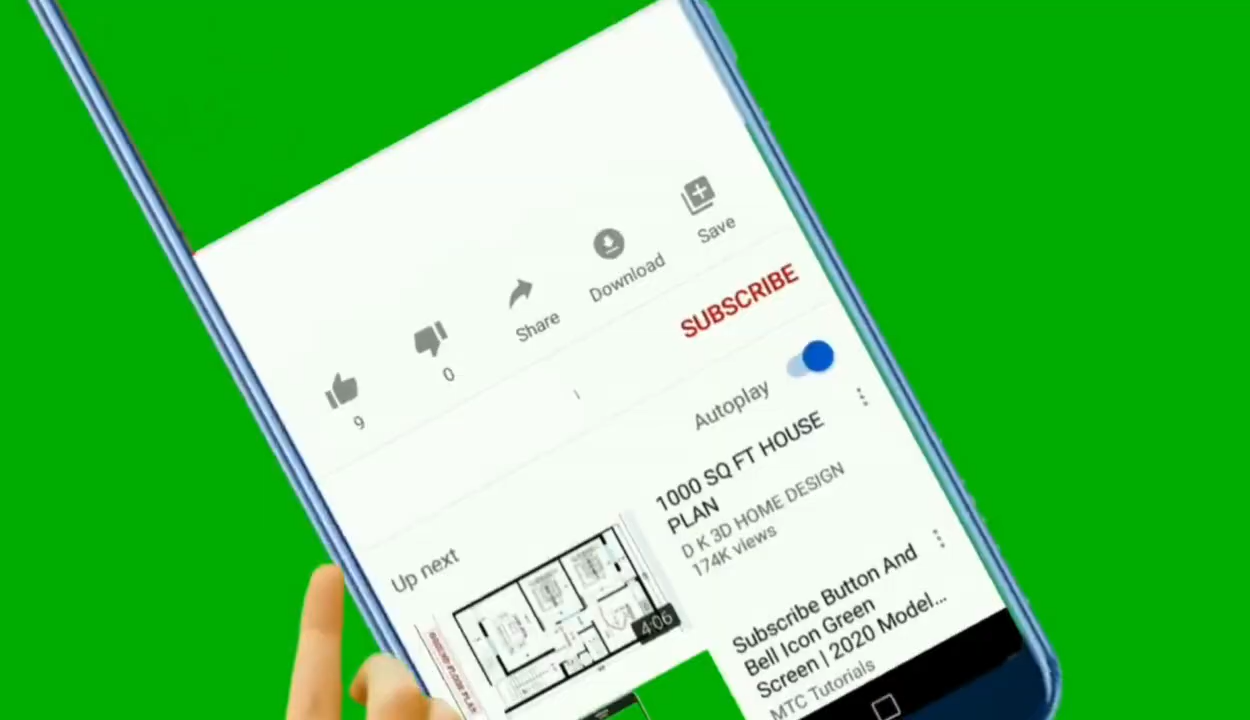 9
0
Share
Download
Save
SUBSCRIBE
Autoplay
Up next
1000 SQ FT HOUSE
PLAN
D K 3D HOME DESIGN
174K views
4:06
Subscribe Button And
Bell Icon Green
Screen | 2020 Model...
MTC Tutorials